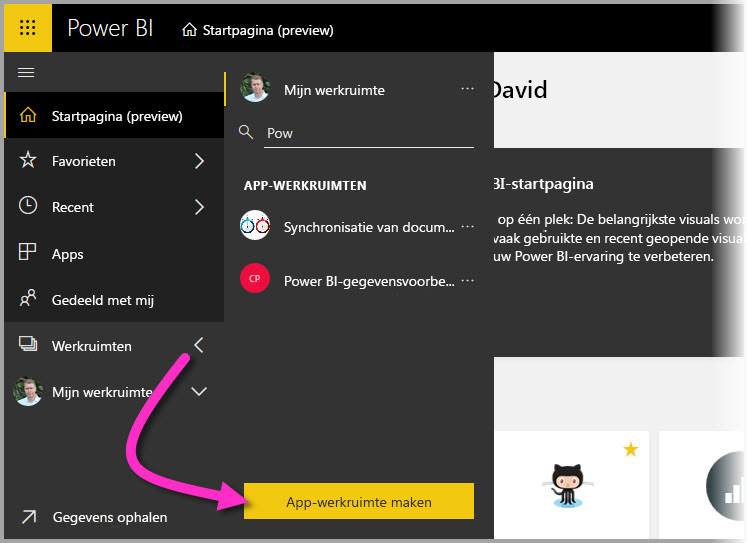 Power BI
Startpagina (preview)
Startpagina (preview)
Favorieten
Recent
Apps
Gedeeld met mij
Werkruimten
Mijn werkruimte
Gegevens ophalen
Mijn werkruimte
Pow
APP-WERKRUIMTEN
Synchronisatie van docum...
CP
Power BI-gegevensvoorbe...
App-werkruimte maken
David
BI-startpagina
op één plek: De belangrijkste visuals wo
vaak gebruikte en recent geopende visua
uw Power BI-ervaring te verbeteren.